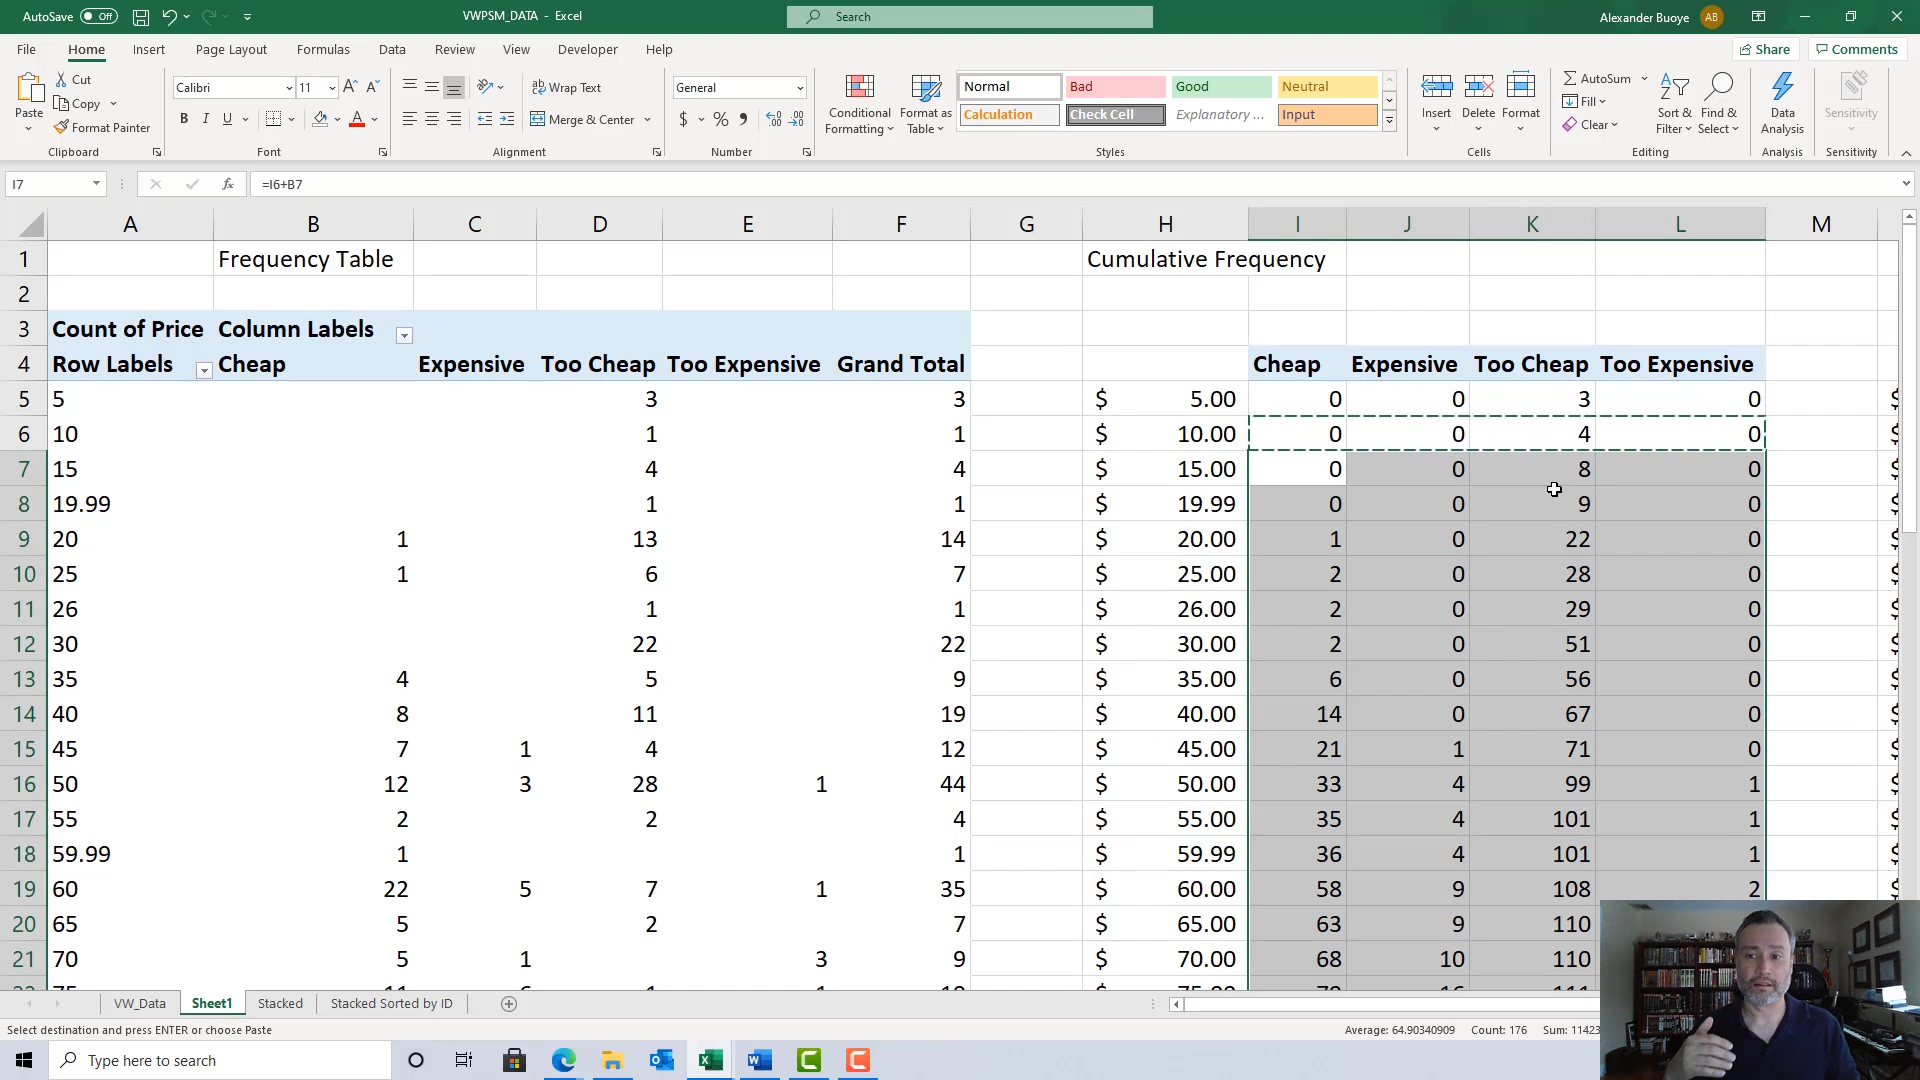 AutoSave Off VWPSM_DATA - Excel Search Alexander Buoye AB
File Home Insert Page Layout Formulas Data Review View Developer Help Share Comments
Paste Cut Copy Format Painter Clipboard
Calibri 11 A A B I U A Font
Wrap Text Merge & Center Alignment
General $ % Number
Conditional Formatting Format as Table
Normal Bad Good Neutral
Calculation Check Cell Explanatory ... Input
Styles
Insert Delete Format Cells
AutoSum Fill Clear Sort & Filter Find & Select Editing
Data Analysis Analysis
Sensitivity Sensitivity
I7 fx =I6+B7
A B C D E F G H I J K L M
1 Frequency Table Cumulative Frequency
2
3 Count of Price Column Labels
4 Row Labels Cheap Expensive Too Cheap Too Expensive Grand Total Cheap Expensive Too Cheap Too Expensive
5 5 3 3 $ 5.00 0 0 3 0
6 10 1 1 $ 10.00 0 0 4 0
7 15 4 4 $ 15.00 0 0 8 0
8 19.99 1 1 $ 19.99 0 0 9 0
9 20 1 13 14 $ 20.00 1 0 22 0
10 25 1 6 7 $ 25.00 2 0 28 0
11 26 1 1 $ 26.00 2 0 29 0
12 30 22 22 $ 30.00 2 0 51 0
13 35 4 5 9 $ 35.00 6 0 56 0
14 40 8 11 19 $ 40.00 14 0 67 0
15 45 7 1 4 12 $ 45.00 21 1 71 0
16 50 12 3 28 1 44 $ 50.00 33 4 99 1
17 55 2 2 4 $ 55.00 35 4 101 1
18 59.99 1 1 $ 59.99 36 4 101 1
19 60 22 5 7 1 35 $ 60.00 58 9 108 2
20 65 5 2 7 $ 65.00 63 9 110
21 70 5 1 3 9 $ 70.00 68 10 110
VW_Data Sheet1 Stacked Stacked Sorted by ID
Select destination and press ENTER or choose Paste Average: 64.90340909 Count: 176 Sum: 11423
Type here to search